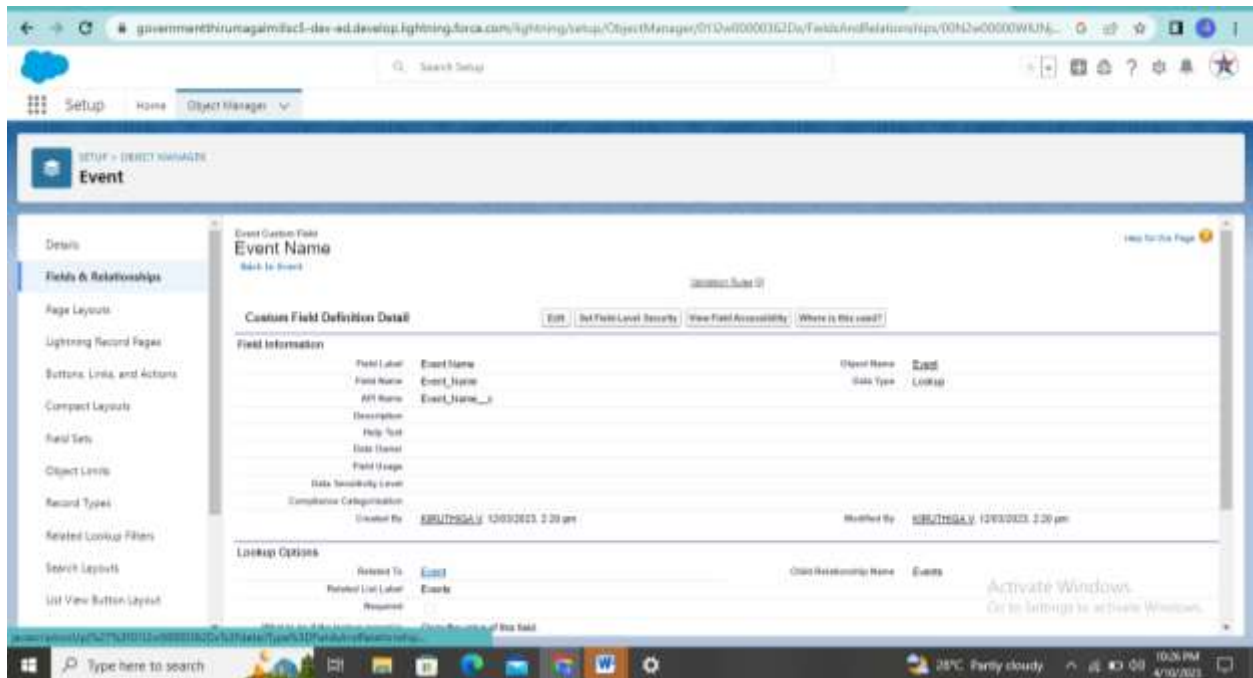 Search Setup
Setup Home Object Manager
SETUP > OBJECT MANAGER
Event
Details
Fields & Relationships
Page Layouts
Lightning Record Pages
Buttons, Links, and Actions
Compact Layouts
Field Sets
Object Limits
Record Types
Related Lookup Filters
Search Layouts
List View Button Layout
Event Custom Field
Event Name
Back to Event
Help for this Page
Validation Rules
Custom Field Definition Detail
Edit Set Field-Level Security View Field Accessibility Where is this used?
Field Information
Field Label Event Name Object Name Event
Field Name Event_Name Data Type Lookup
API Name Event_Name__c
Description
Help Text
Data Owner
Field Usage
Data Sensitivity Level
Compliance Categorization
Created By KIRUTHIGA V, 12/03/2023, 2:20 pm Modified By KIRUTHIGA V, 12/03/2023, 2:20 pm
Lookup Options
Related To Event Child Relationship Name Events
Related List Label Events
Required
Activate Windows
Go to Settings to activate Windows.
Type here to search
28°C Partly cloudy
10:26 PM
4/10/2023